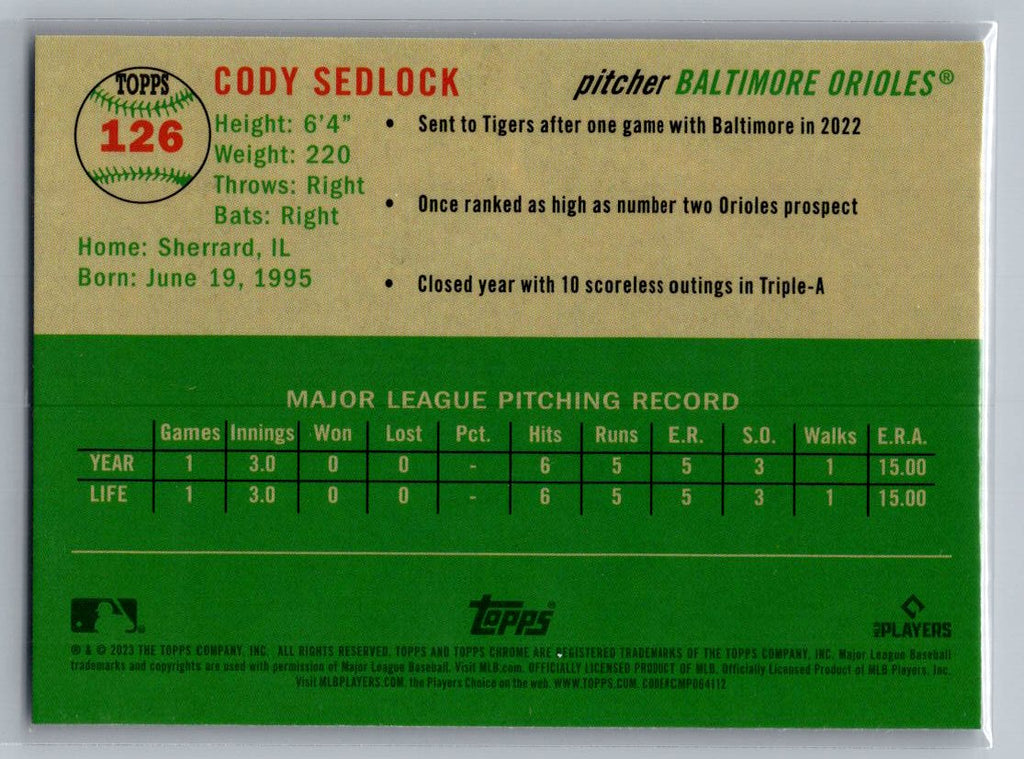 TOPPS
126
CODY SEDLOCK
pitcher BALTIMORE ORIOLES®
Height: 6'4"
Weight: 220
Throws: Right
Bats: Right
Home: Sherrard, IL
Born: June 19, 1995
• Sent to Tigers after one game with Baltimore in 2022
• Once ranked as high as number two Orioles prospect
• Closed year with 10 scoreless outings in Triple-A
MAJOR LEAGUE PITCHING RECORD
Games Innings Won Lost Pct. Hits Runs E.R. S.O. Walks E.R.A.
YEAR 1 3.0 0 0 - 6 5 5 3 1 15.00
LIFE 1 3.0 0 0 - 6 5 5 3 1 15.00
Topps®
MLB PLAYERS
® & © 2023 THE TOPPS COMPANY, INC. ALL RIGHTS RESERVED. TOPPS AND TOPPS CHROME ARE REGISTERED TRADEMARKS OF THE TOPPS COMPANY, INC. Major League Baseball
trademarks and copyrights are used with permission of Major League Baseball. Visit MLB.com. OFFICIALLY LICENSED PRODUCT OF MLB. Officially Licensed Product of MLB Players, Inc.
Visit MLBPLAYERS.COM, the Players Choice on the web. WWW.TOPPS.COM. CODE#CMP064112